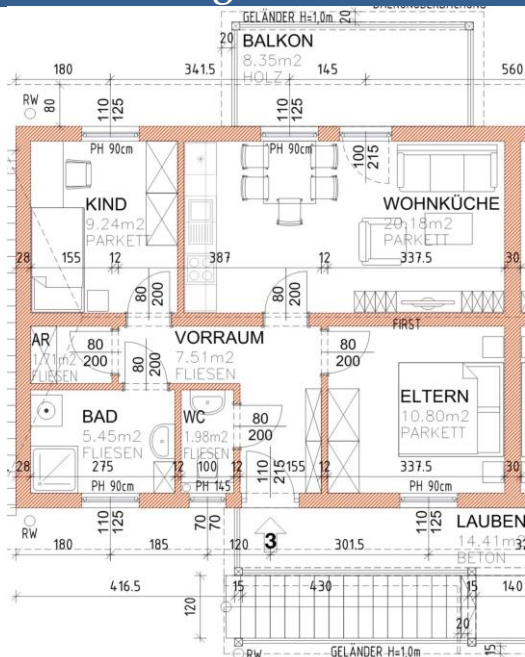 GELÄNDER H=1,0m
20
20
BALKON
8.35m2
HOLZ
180
341.5
145
560
RW
80
110
125
110
125
PH 90cm
PH 90cm
100
215
KIND
9.24m2
PARKETT
WOHNKÜCHE
20.18m2
PARKETT
28
155
12
387
12
337.5
30
80
200
80
200
FIRST
AR
1.71m2
FLIESEN
80
200
VORRAUM
7.51m2
FLIESEN
80
200
80
200
BAD
5.45m2
FLIESEN
WC
1.98m2
FLIESEN
80
200
ELTERN
10.80m2
PARKETT
28
275
12
100
12
110
215
155
12
337.5
30
PH 90cm
PH 145
PH 90cm
RW
110
125
70
70
110
125
3
LAUBEN
14.41m2
BETON
180
185
120
301.5
416.5
15
430
15
140
120
20
RW
GELÄNDER H=1,0m
15